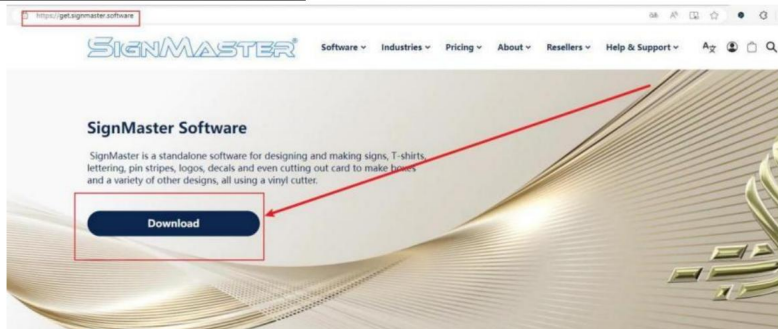 https://get.signmaster.software
SIGNMASTER®
Software
Industries
Pricing
About
Resellers
Help & Support
SignMaster Software
SignMaster is a standalone software for designing and making signs, T-shirts,
lettering, pin stripes, logos, decals and even cutting out card to make boxes
and a variety of other designs, all using a vinyl cutter.
Download